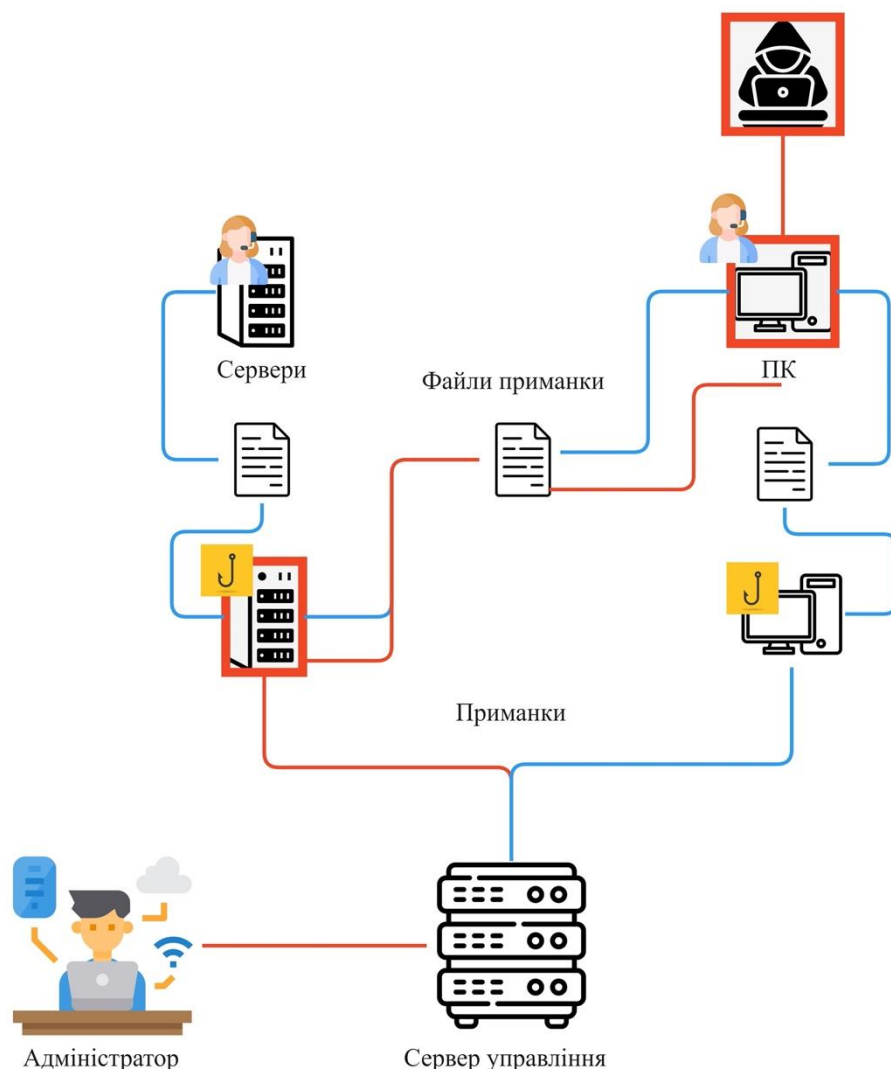 Сервери
ПК
Файли приманки
Приманки
Адміністратор
Сервер управління